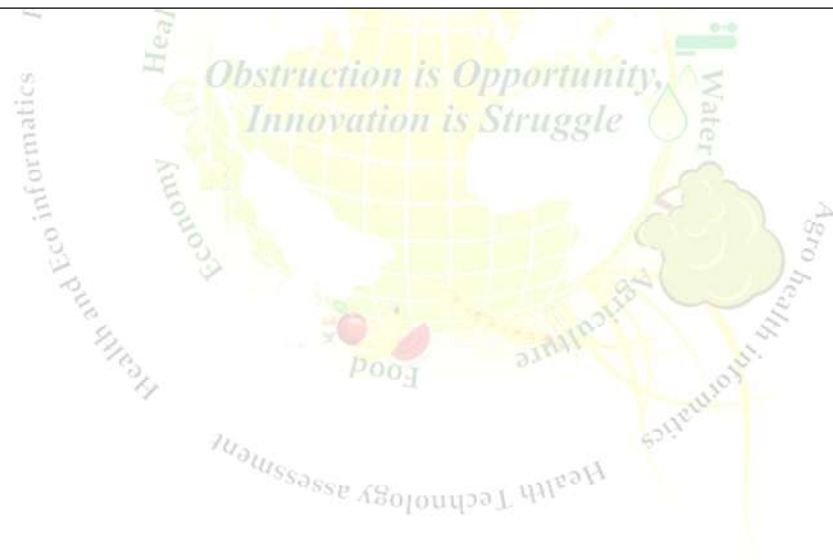 Heal
Obstruction is Opportunity,
Innovation is Struggle
Water
Economy
Food
Agriculture
Health and Eco informatics
Health Technology assessment
Agro health informatics